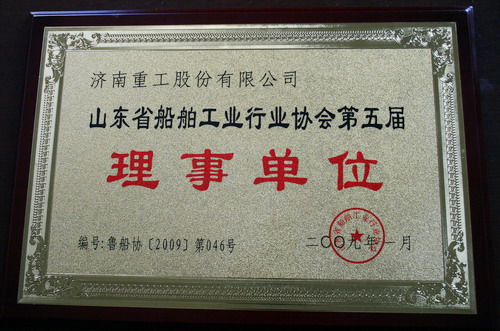 济南重工股份有限公司
山东省船舶工业行业协会第五届
理事单位
编号:鲁船协〔2009〕第046号
二〇〇九年一月